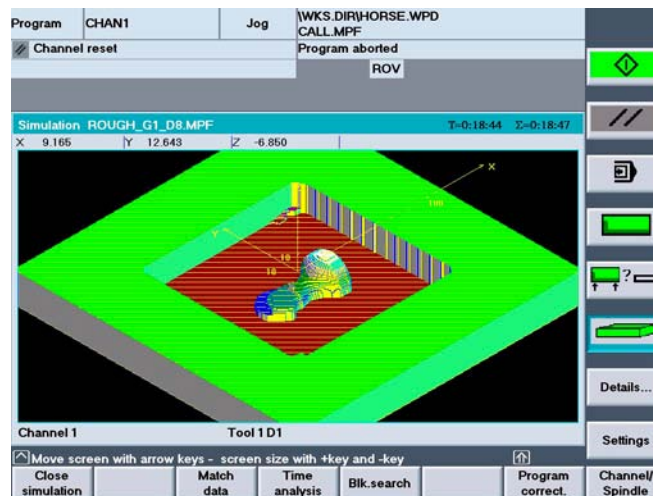 Program CHAN1 Jog \WKS.DIR\HORSE.WPD
CALL.MPF
Channel reset Program aborted
ROV
Simulation ROUGH_G1_D8.MPF T=0:18:44 Σ=0:18:47
X 9.165 Y 12.643 Z -6.850
X
100
Y
10
10
?
Details...
Channel 1 Tool 1 D1
Settings
Move screen with arrow keys - screen size with +key and -key
Close simulation Match data Time analysis Blk.search Program correct. Channel/ Spindle